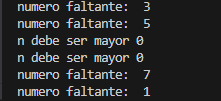 numero faltante:  3
numero faltante:  5
n debe ser mayor 0
n debe ser mayor 0
numero faltante:  7
numero faltante:  1